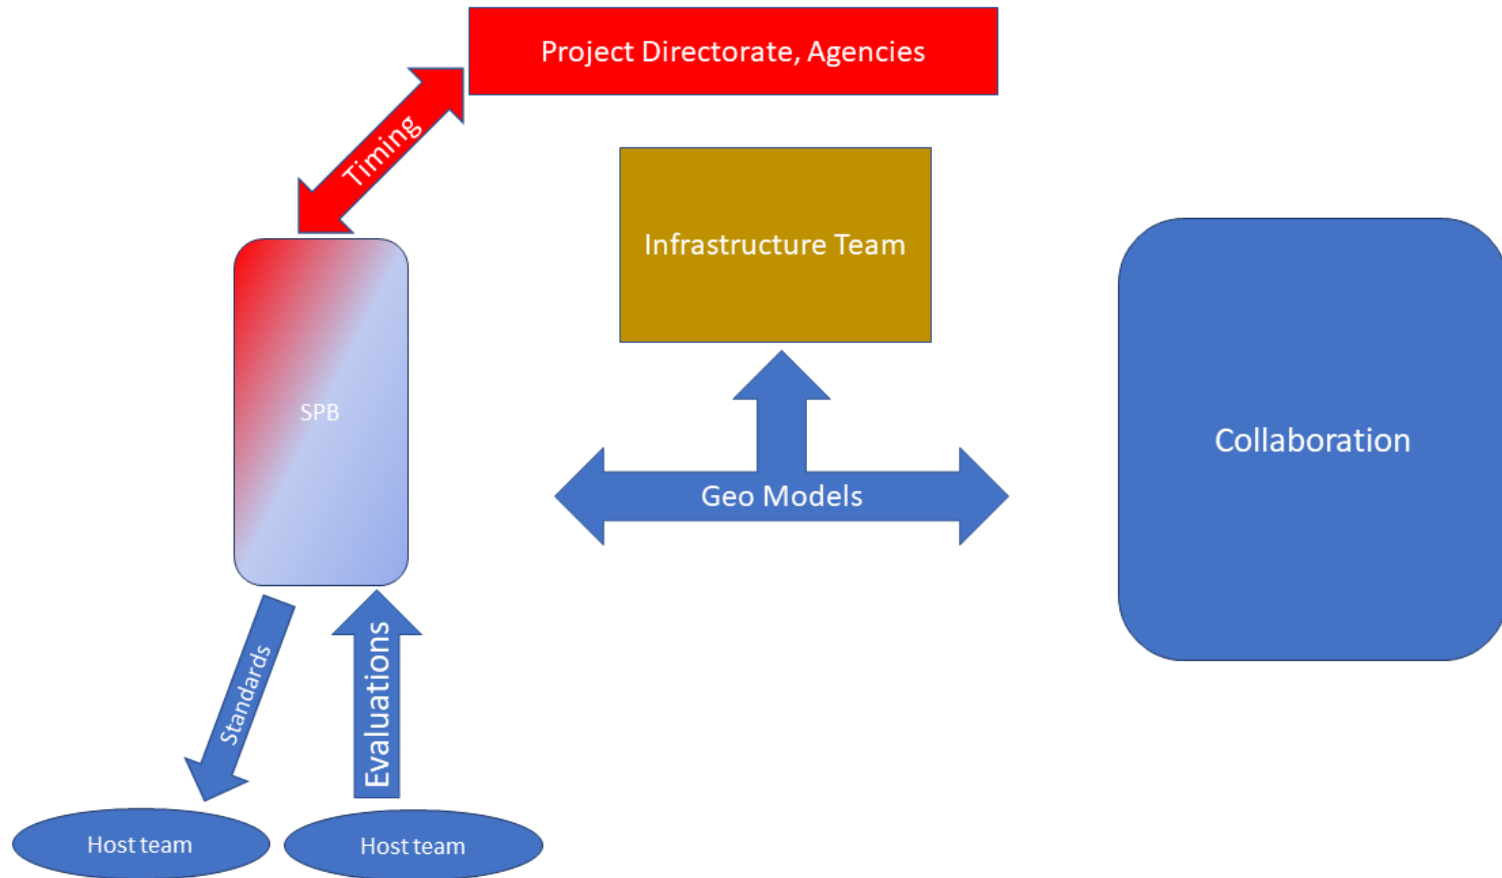 Project Directorate, Agencies
Timing
Infrastructure Team
SPB
Collaboration
Geo Models
Standards
Evaluations
Host team
Host team